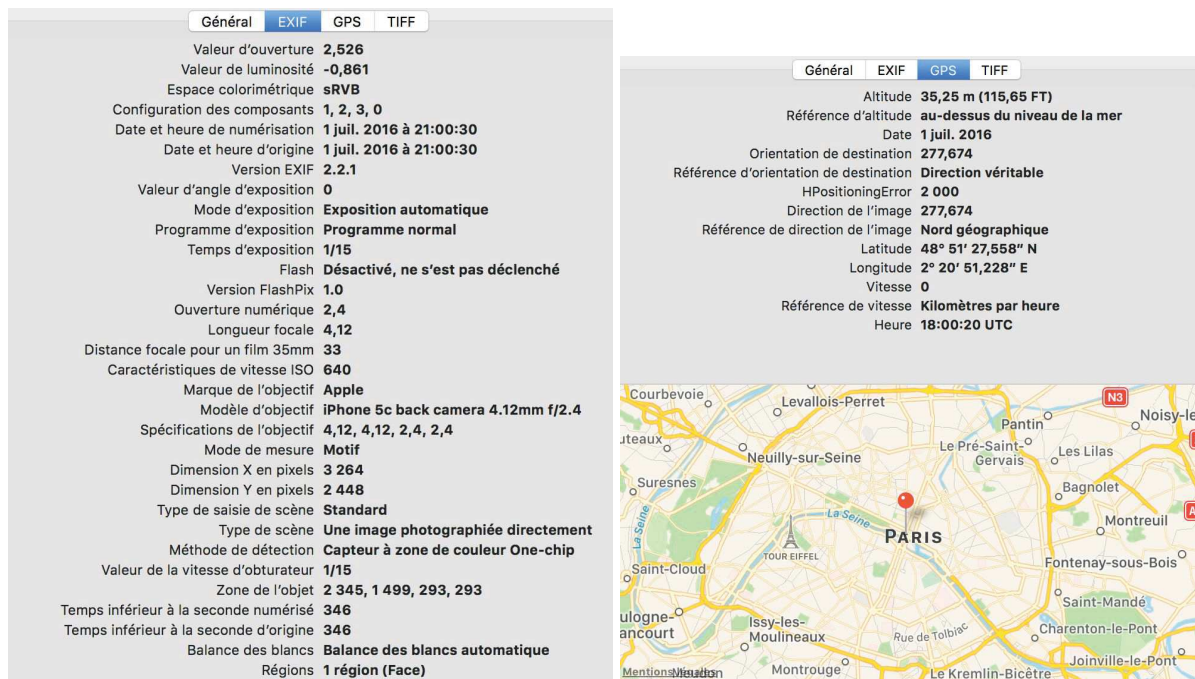 Général EXIF GPS TIFF
Valeur d'ouverture 2,526
Valeur de luminosité -0,861
Espace colorimétrique sRVB
Configuration des composants 1, 2, 3, 0
Date et heure de numérisation 1 juil. 2016 à 21:00:30
Date et heure d'origine 1 juil. 2016 à 21:00:30
Version EXIF 2.2.1
Valeur d'angle d'exposition 0
Mode d'exposition Exposition automatique
Programme d'exposition Programme normal
Temps d'exposition 1/15
Flash Désactivé, ne s'est pas déclenché
Version FlashPix 1.0
Ouverture numérique 2,4
Longueur focale 4,12
Distance focale pour un film 35mm 33
Caractéristiques de vitesse ISO 640
Marque de l'objectif Apple
Modèle d'objectif iPhone 5c back camera 4.12mm f/2.4
Spécifications de l'objectif 4,12, 4,12, 2,4, 2,4
Mode de mesure Motif
Dimension X en pixels 3 264
Dimension Y en pixels 2 448
Type de saisie de scène Standard
Type de scène Une image photographiée directement
Méthode de détection Capteur à zone de couleur One-chip
Valeur de la vitesse d'obturateur 1/15
Zone de l'objet 2 345, 1 499, 293, 293
Temps inférieur à la seconde numérisé 346
Temps inférieur à la seconde d'origine 346
Balance des blancs Balance des blancs automatique
Régions 1 région (Face)
Général EXIF GPS TIFF
Altitude 35,25 m (115,65 FT)
Référence d'altitude au-dessus du niveau de la mer
Date 1 juil. 2016
Orientation de destination 277,674
Référence d'orientation de destination Direction véritable
HPositioningError 2 000
Direction de l'image 277,674
Référence de direction de l'image Nord géographique
Latitude 48° 51' 27,558" N
Longitude 2° 20' 51,228" E
Vitesse 0
Référence de vitesse Kilomètres par heure
Heure 18:00:20 UTC
Courbevoie
Levallois-Perret
N3
Noisy-le
Pantin
uteaux
Neuilly-sur-Seine
Le Pré-Saint-
Gervais
Les Lilas
Suresnes
Bagnolet
La Seine
La Seine
Montreuil
PARIS
TOUR EIFFEL
Fontenay-sous-Bois
Saint-Cloud
Saint-Mandé
ulogne-
ancourt
Issy-les-
Moulineaux
Rue de Tolbiac
Charenton-le-Pont
Joinville-le-Pont
Mentions légales
Meudon
Montrouge
Le Kremlin-Bicêtre